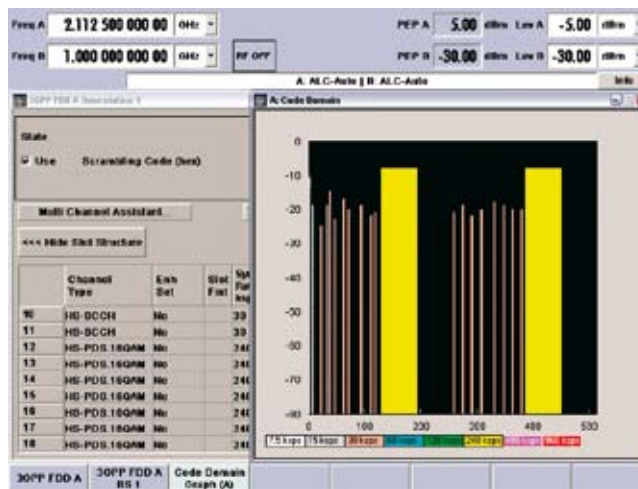 Freq A 2.112 500 000 00 GHz PEP A 5.00 dBm Lev A -5.00 dBm
Freq B 1.000 000 000 00 GHz RF OFF PEP B -30.00 dBm Lev B -30.00 dBm
A: ALC-Auto | B: ALC-Auto Info
A: Code Domain
State
Use Scrambling Code (hex)
Multi Channel Assistant...
<<< Hide Slot Structure
Channel Type Enh Set Slot Fmt
10 HS-SCCH No 30
11 HS-SCCH No 30
12 HS-PDS.16QAM No 240
13 HS-PDS.16QAM No 240
14 HS-PDS.16QAM No 240
15 HS-PDS.16QAM No 240
16 HS-PDS.16QAM No 240
17 HS-PDS.16QAM No 240
18 HS-PDS.16QAM No 240
0
-10
-20
-30
-40
-50
-60
-70
-80
0 100 200 300 400 500
7.5 ksps 15 ksps 30 ksps 60 ksps 120 ksps 240 ksps 480 ksps 960 ksps
3GPP FDD A 3GPP FDD A BS 1 Code Domain Graph (A)